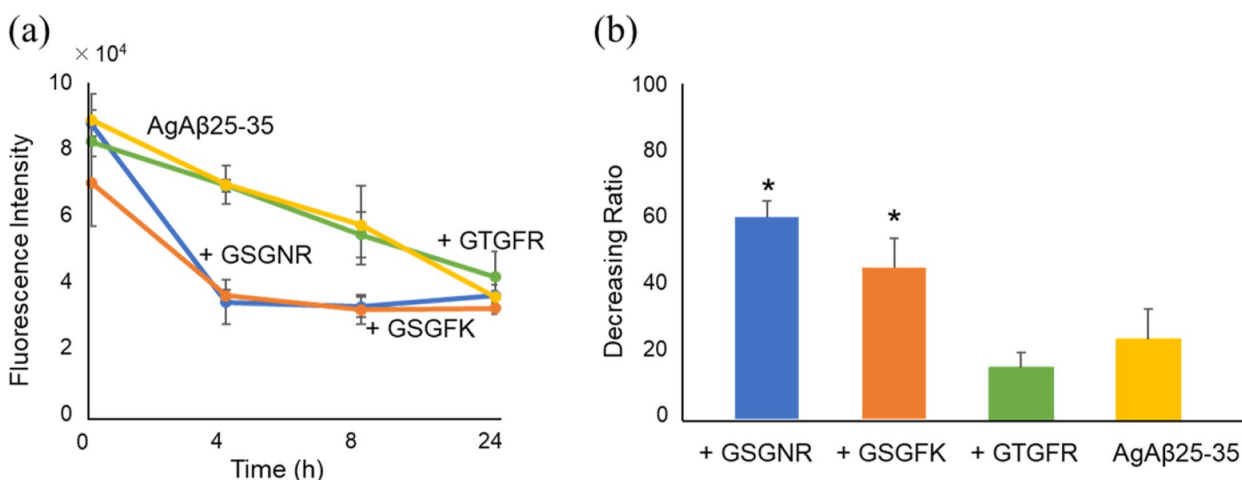 (a)
× 10⁴
Fluorescence Intensity
10
8
6
4
2
0
0 4 8 24
Time (h)
AgAβ25-35
+ GTGFR
+ GSGNR
+ GSGFK
(b)
Decreasing Ratio
100
80
60
40
20
0
* *
+ GSGNR + GSGFK + GTGFR AgAβ25-35